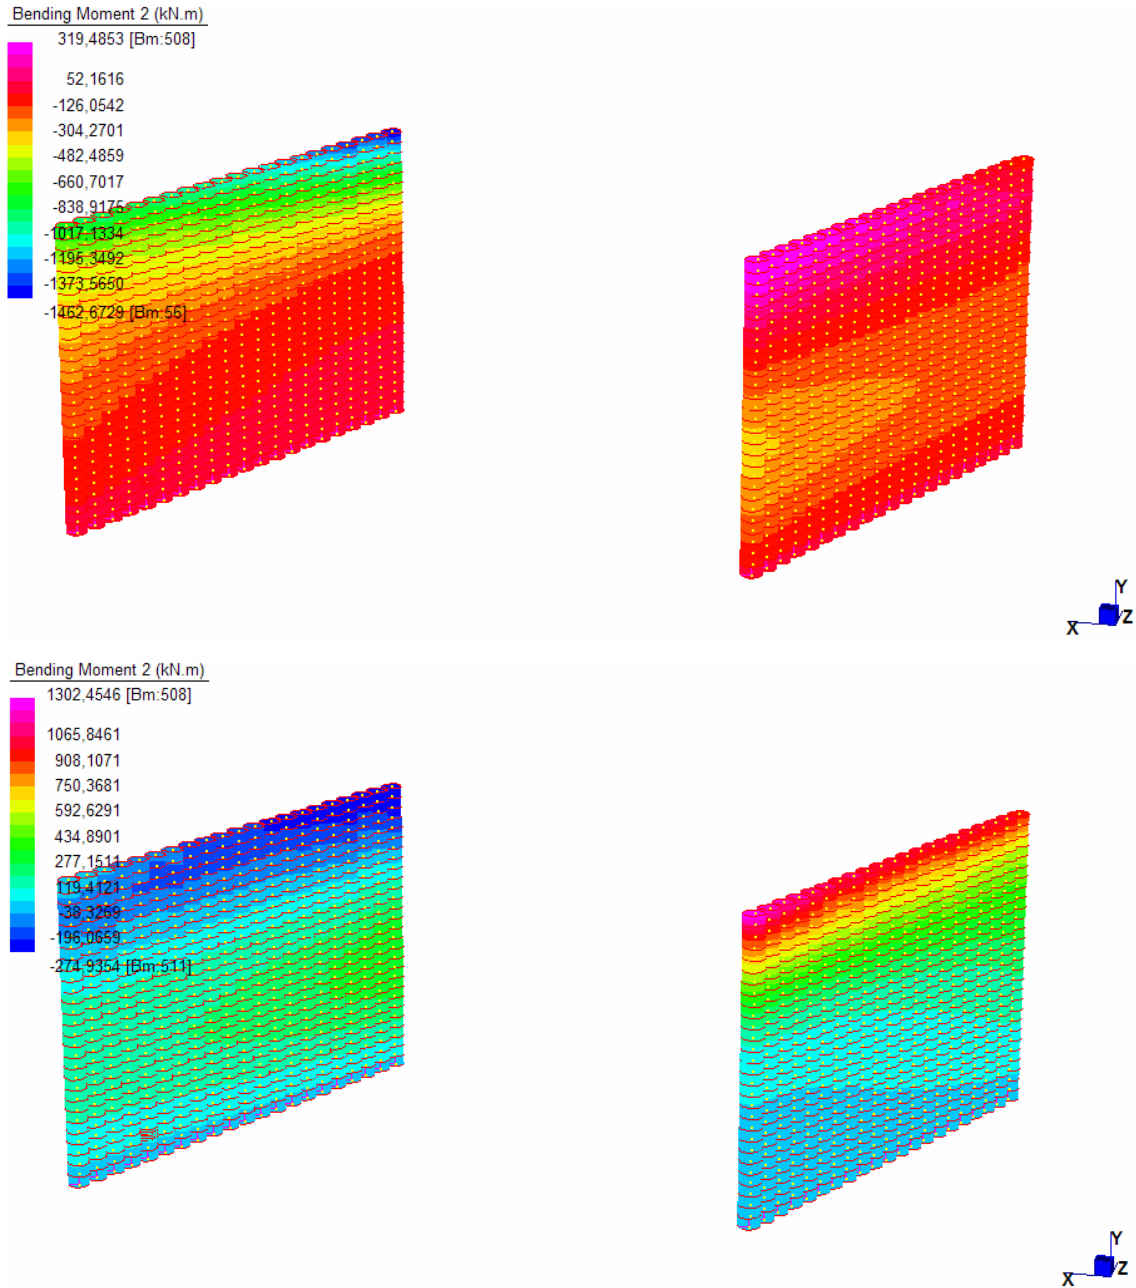 Bending Moment 2 (kN.m)
319,4853 [Bm:508]
52,1616
-126,0542
-304,2701
-482,4859
-660,7017
-838,9175
-1017,1334
-1195,3492
-1373,5650
-1462,6729 [Bm:56]
Y
X
Z
Bending Moment 2 (kN.m)
1302,4546 [Bm:508]
1065,8461
908,1071
750,3681
592,6291
434,8901
277,1511
119,4121
-38,3269
-196,0659
-274,9354 [Bm:511]
Y
X
Z